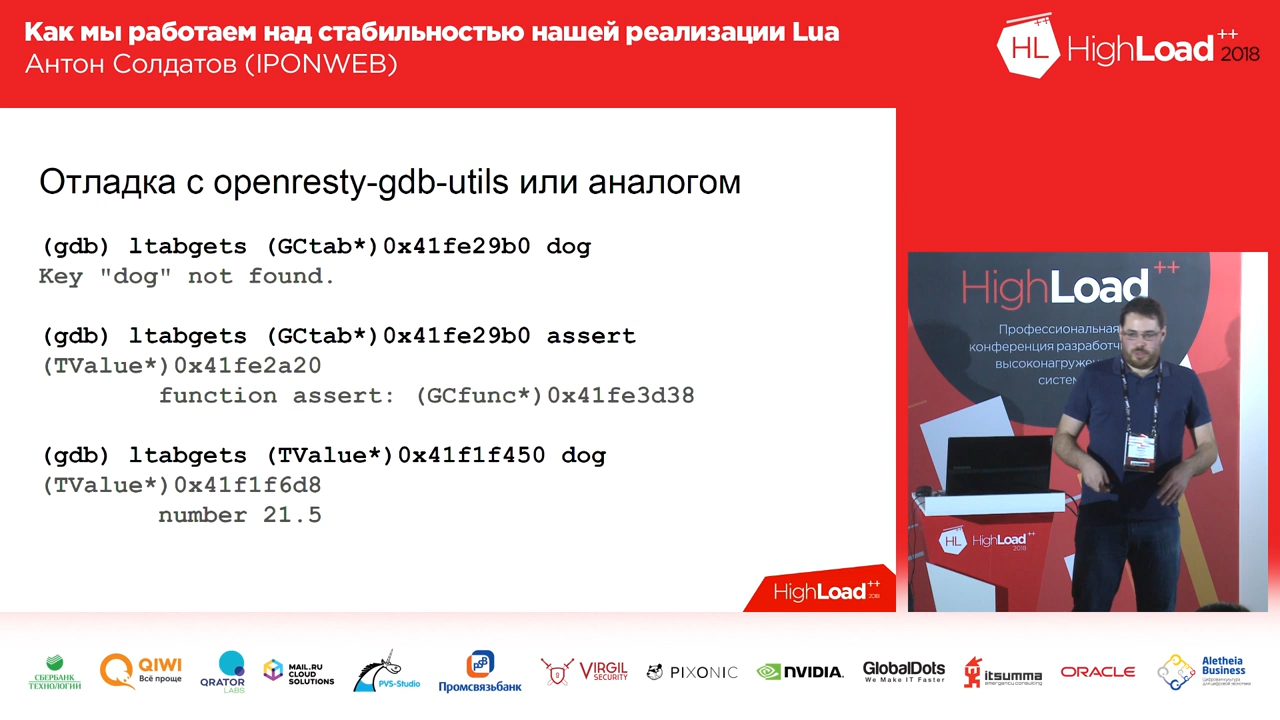 Как мы работаем над стабильностью нашей реализации Lua
Антон Солдатов (IPONWEB)
HL HighLoad++ 2018
Отладка с openresty-gdb-utils или аналогом
(gdb) ltabgets (GCtab*)0x41fe29b0 dog
Key "dog" not found.
(gdb) ltabgets (GCtab*)0x41fe29b0 assert
(TValue*)0x41fe2a20
function assert: (GCfunc*)0x41fe3d38
(gdb) ltabgets (TValue*)0x41f1f450 dog
(TValue*)0x41f1f6d8
number 21.5
HighLoad++ 2018
HighLoad++
Профессиональная
конференция разработч
высоконагруже
систем
HL HighLoad++
2018
СБЕРБАНК
ТЕХНОЛОГИИ
QIWI
Всё проще
QRATOR
LABS
MAIL.RU
CLOUD
SOLUTIONS
PVS-Studio
PSB
Промсвязьбанк
VIRGIL
SECURITY
PIXONIC
NVIDIA.
GlobalDots
We Make IT Faster
itsumma
emergency consulting
ORACLE
Aletheia
Business